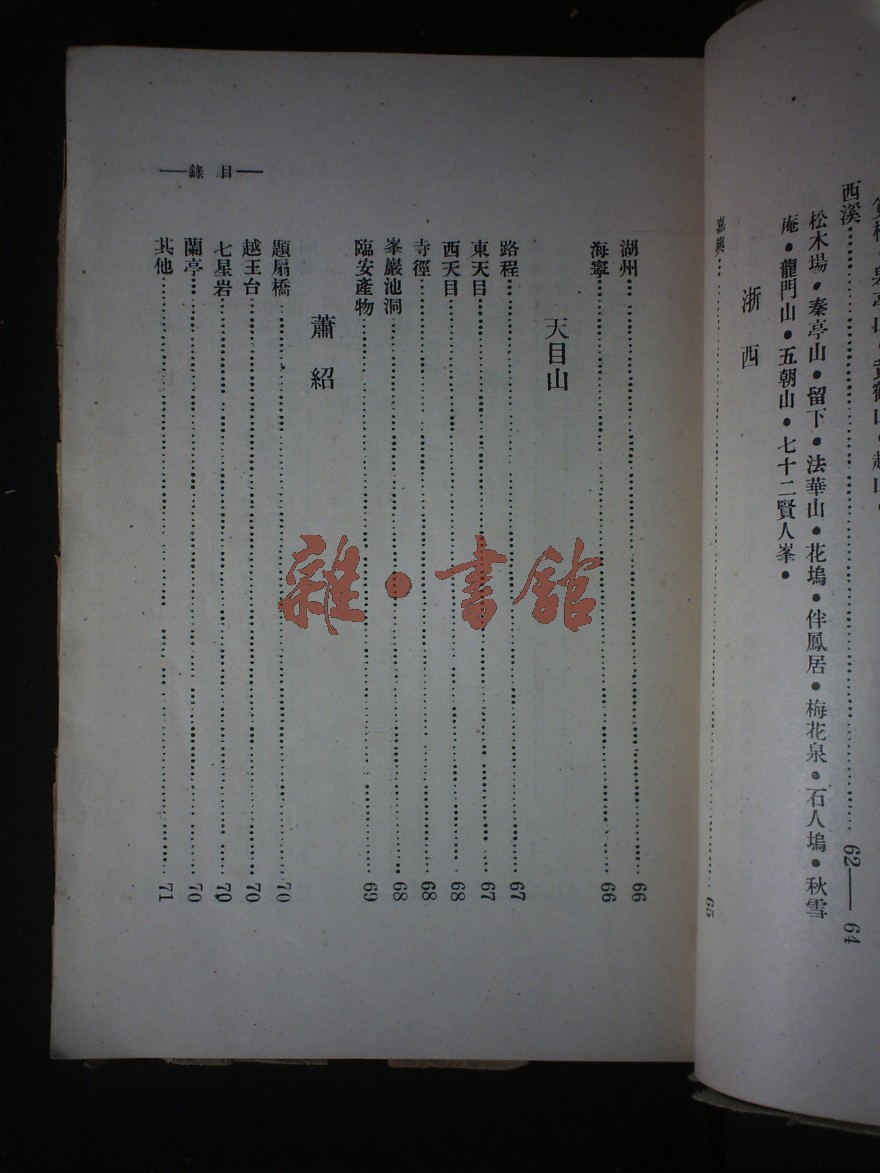 西溪……62——64
松木場•秦亭山•留下•法華山•花塢•伴鳳居•梅花泉•石人塢•秋雪
庵•龍門山•五朝山•七十二賢人峯•
浙西
嘉興……65
——目錄——
湖州……66
海寧……66
天目山
路程……67
東天目……67
西天目……68
寺徑……68
峯巖池洞……68
臨安產物……69
蕭紹
題扇橋……70
越王台……70
七星岩……70
蘭亭……70
其他……71
雜•書館